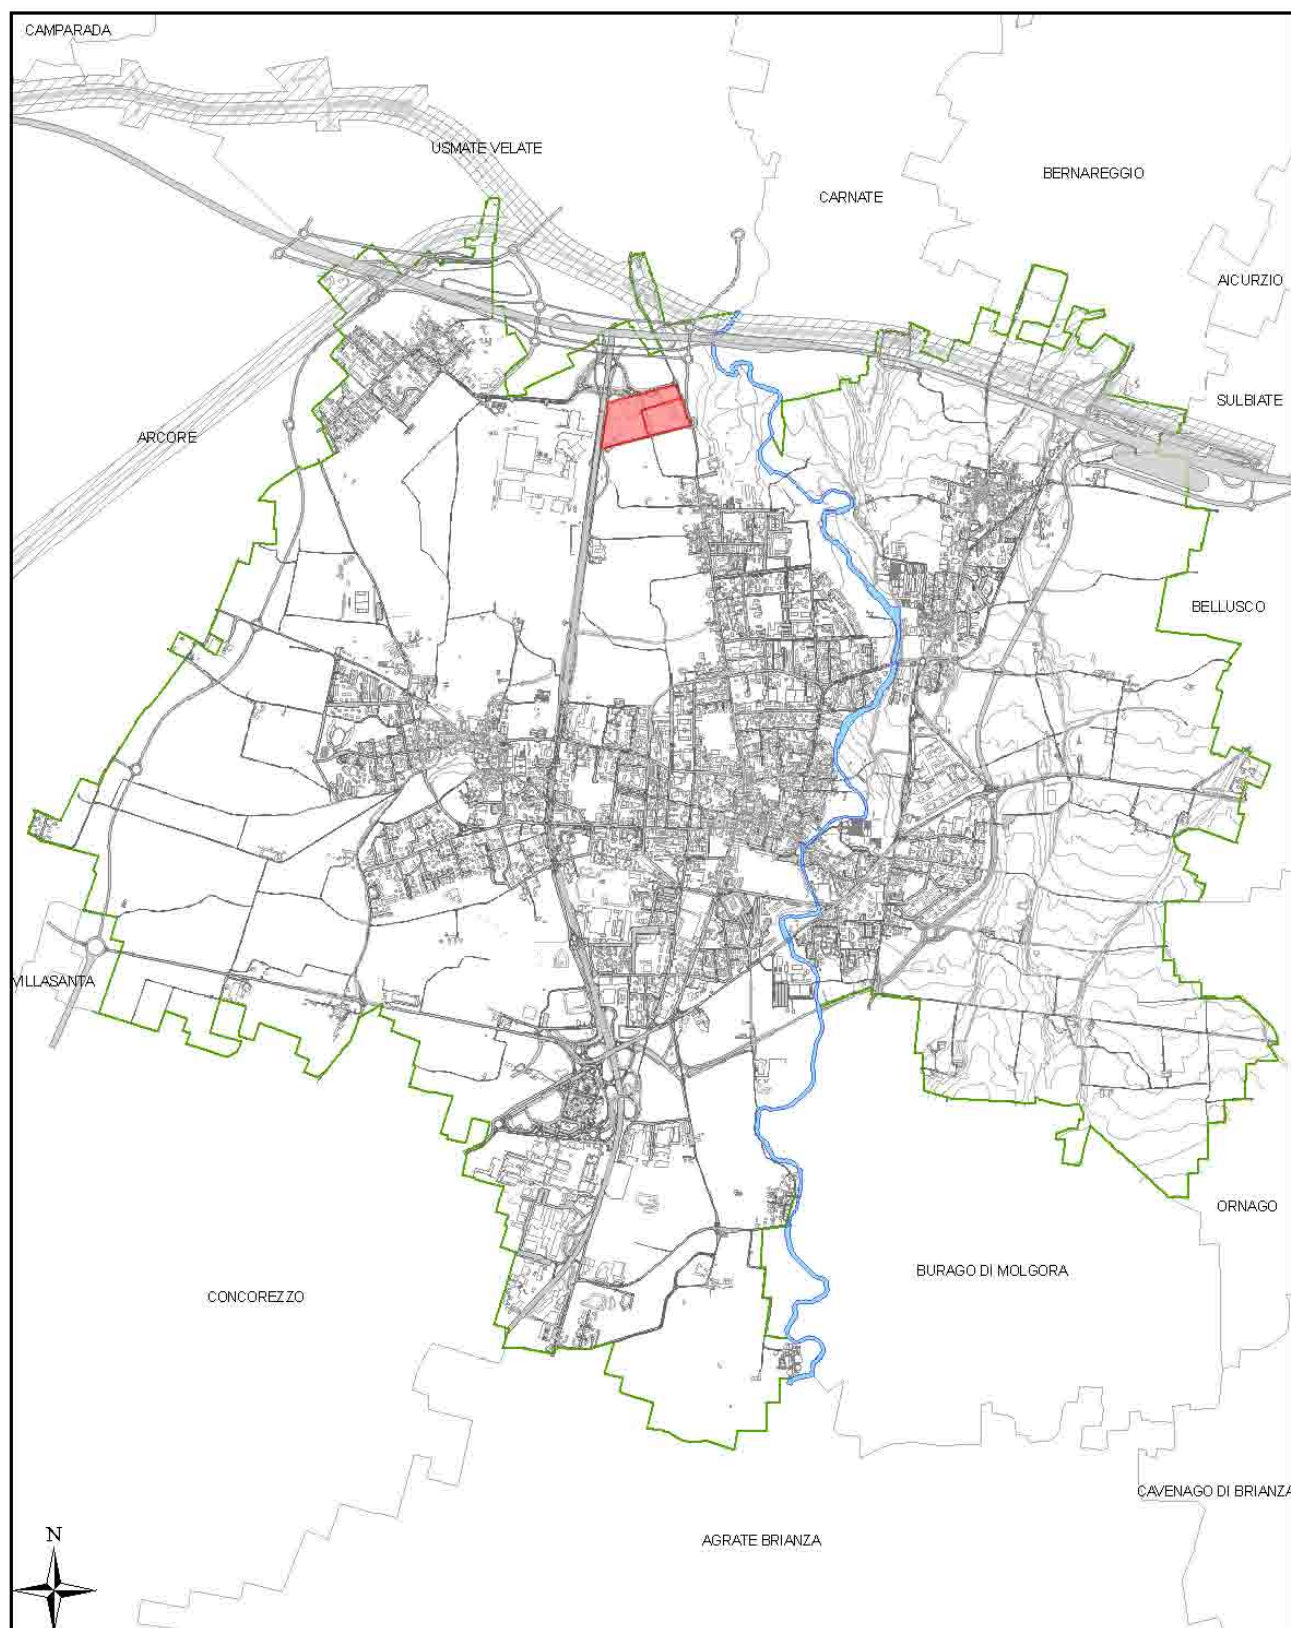 CAMPARADA
USMATE VELATE
BERNAREGGIO
CARNATE
AICURZIO
SULBIATE
ARCORE
BELLUSCO
VILLASANTA
ORNAGO
BURAGO DI MOLGORA
CONCOREZZO
CAVENAGO DI BRIANZA
N
AGRATE BRIANZA